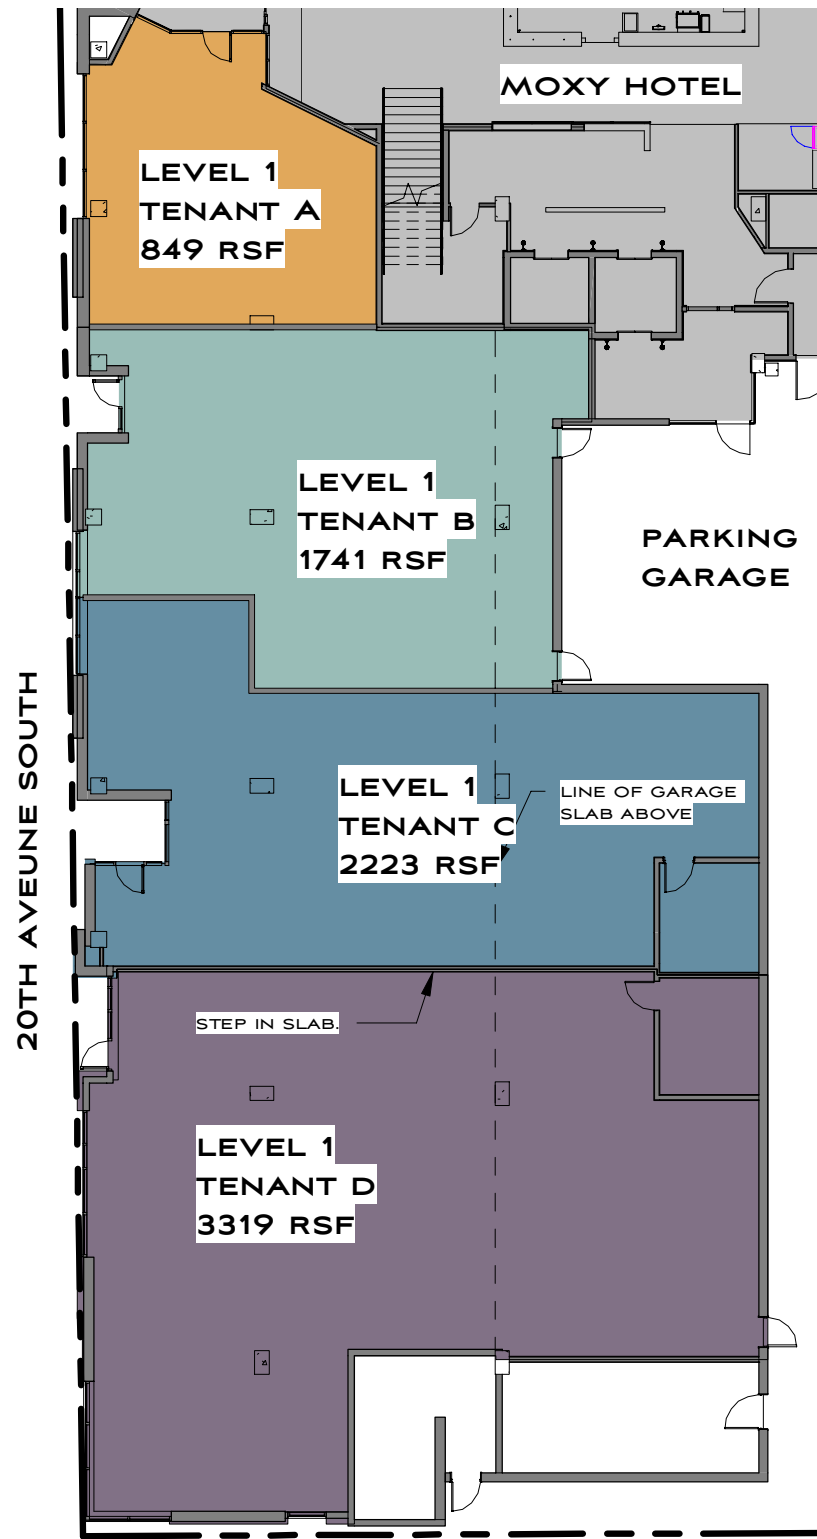 MOXY HOTEL
LEVEL 1
TENANT A
849 RSF
LEVEL 1
TENANT B
1741 RSF
PARKING
GARAGE
20TH AVEUNE SOUTH
LEVEL 1
TENANT C
2223 RSF
LINE OF GARAGE
SLAB ABOVE
STEP IN SLAB.
LEVEL 1
TENANT D
3319 RSF